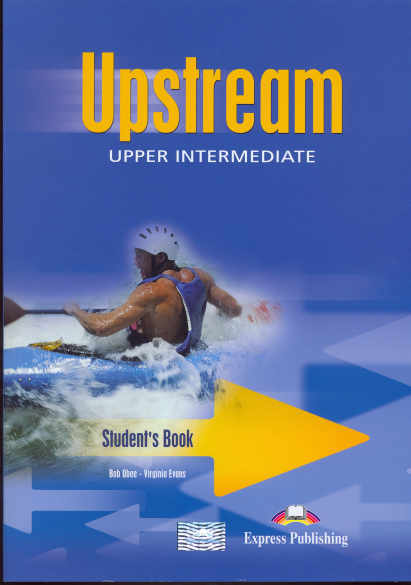 Upstream
UPPER INTERMEDIATE
Student's Book
Bob Obee - Virginia Evans
Express Publishing